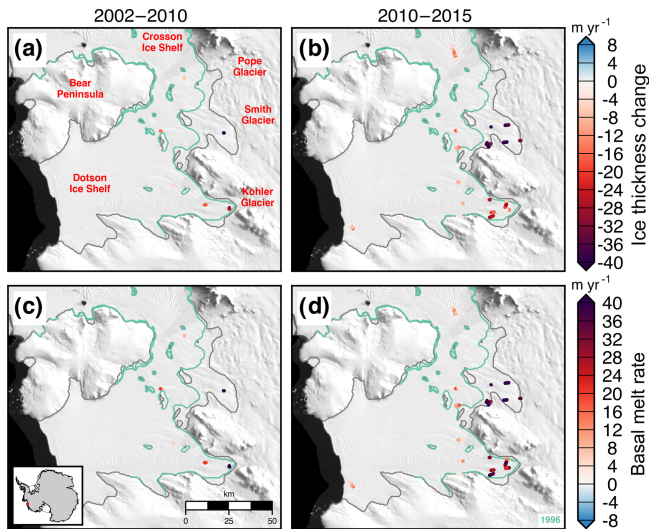 2002–2010
2010–2015
(a)
Crosson
Ice Shelf
Pope
Glacier
Bear
Peninsula
Smith
Glacier
Dotson
Ice Shelf
Kohler
Glacier
(b)
m yr⁻¹
8
4
0
-4
-8
-12
-16
-20
-24
-28
-32
-36
-40
Ice thickness change
(c)
km
0
25
50
(d)
1996
m yr⁻¹
40
36
32
28
24
20
16
12
8
4
0
-4
-8
Basal melt rate